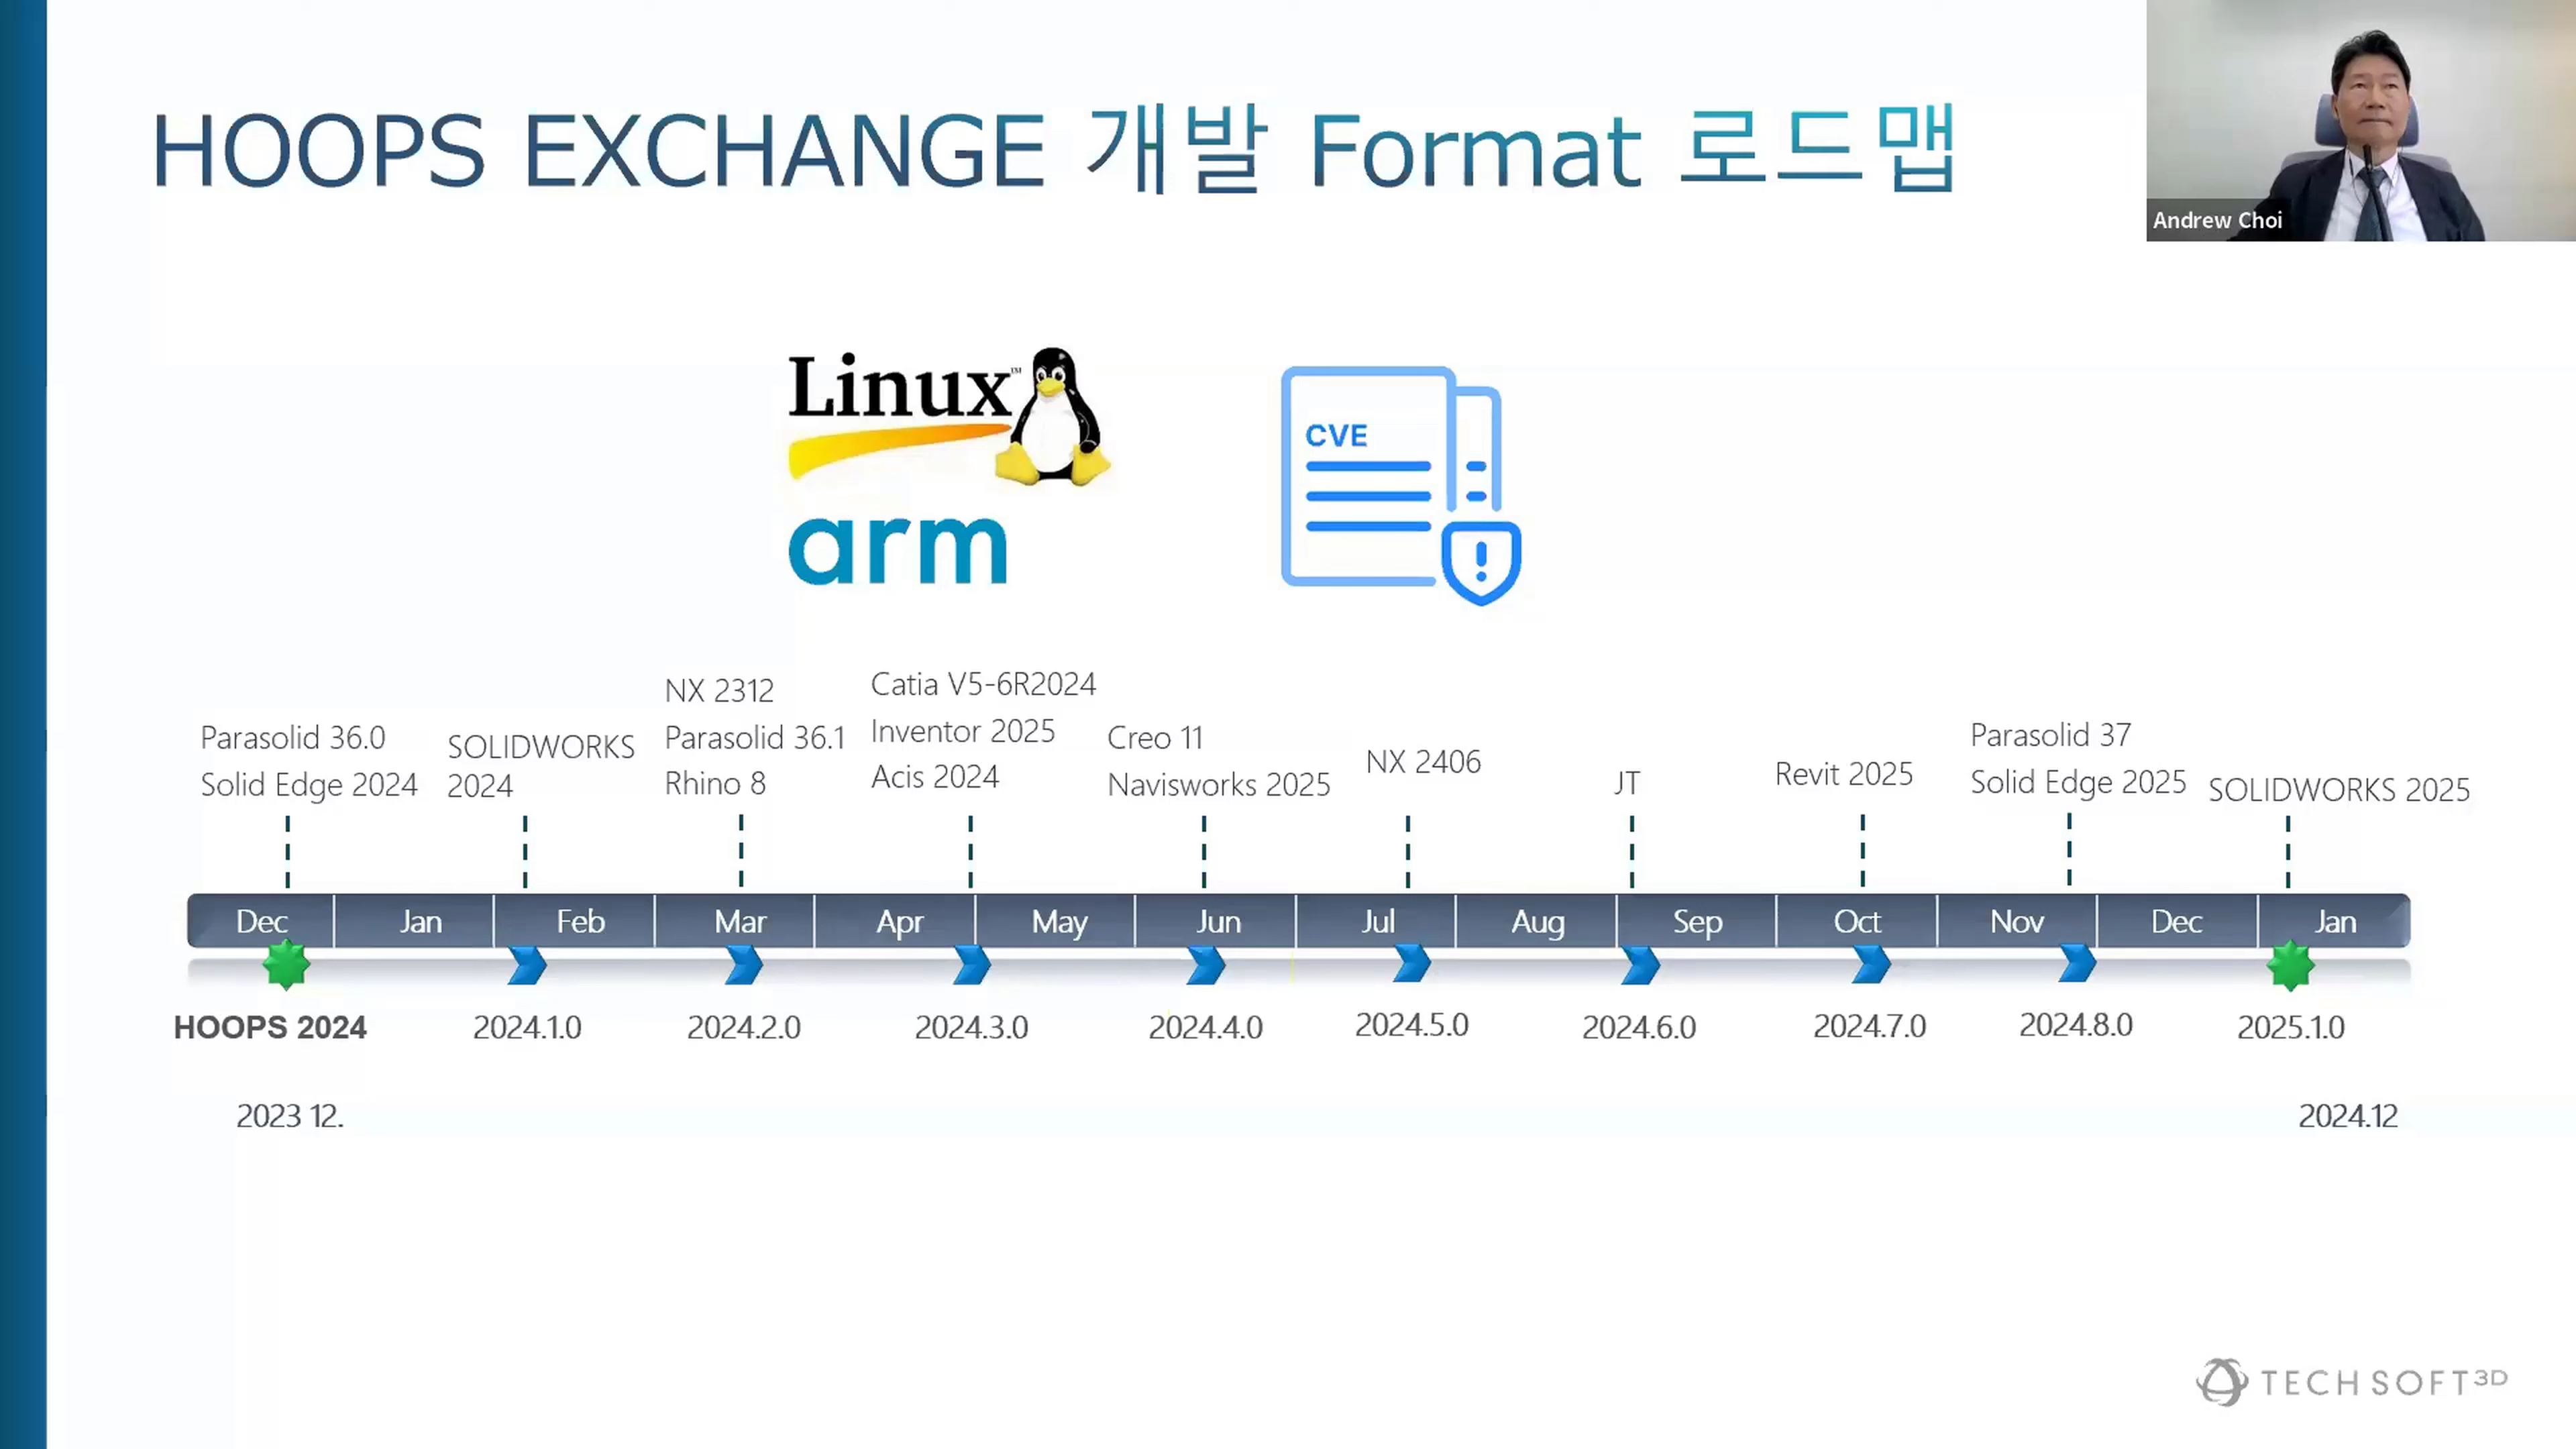 HOOPS EXCHANGE 개발 Format 로드맵
Andrew Choi
Linux™
arm
CVE
Parasolid 36.0
Solid Edge 2024
SOLIDWORKS
2024
NX 2312
Parasolid 36.1
Rhino 8
Catia V5-6R2024
Inventor 2025
Acis 2024
Creo 11
Navisworks 2025
NX 2406
JT
Revit 2025
Parasolid 37
Solid Edge 2025
SOLIDWORKS 2025
Dec Jan Feb Mar Apr May Jun Jul Aug Sep Oct Nov Dec Jan
HOOPS 2024 2024.1.0 2024.2.0 2024.3.0 2024.4.0 2024.5.0 2024.6.0 2024.7.0 2024.8.0 2025.1.0
2023 12. 2024.12
TECH SOFT 3D